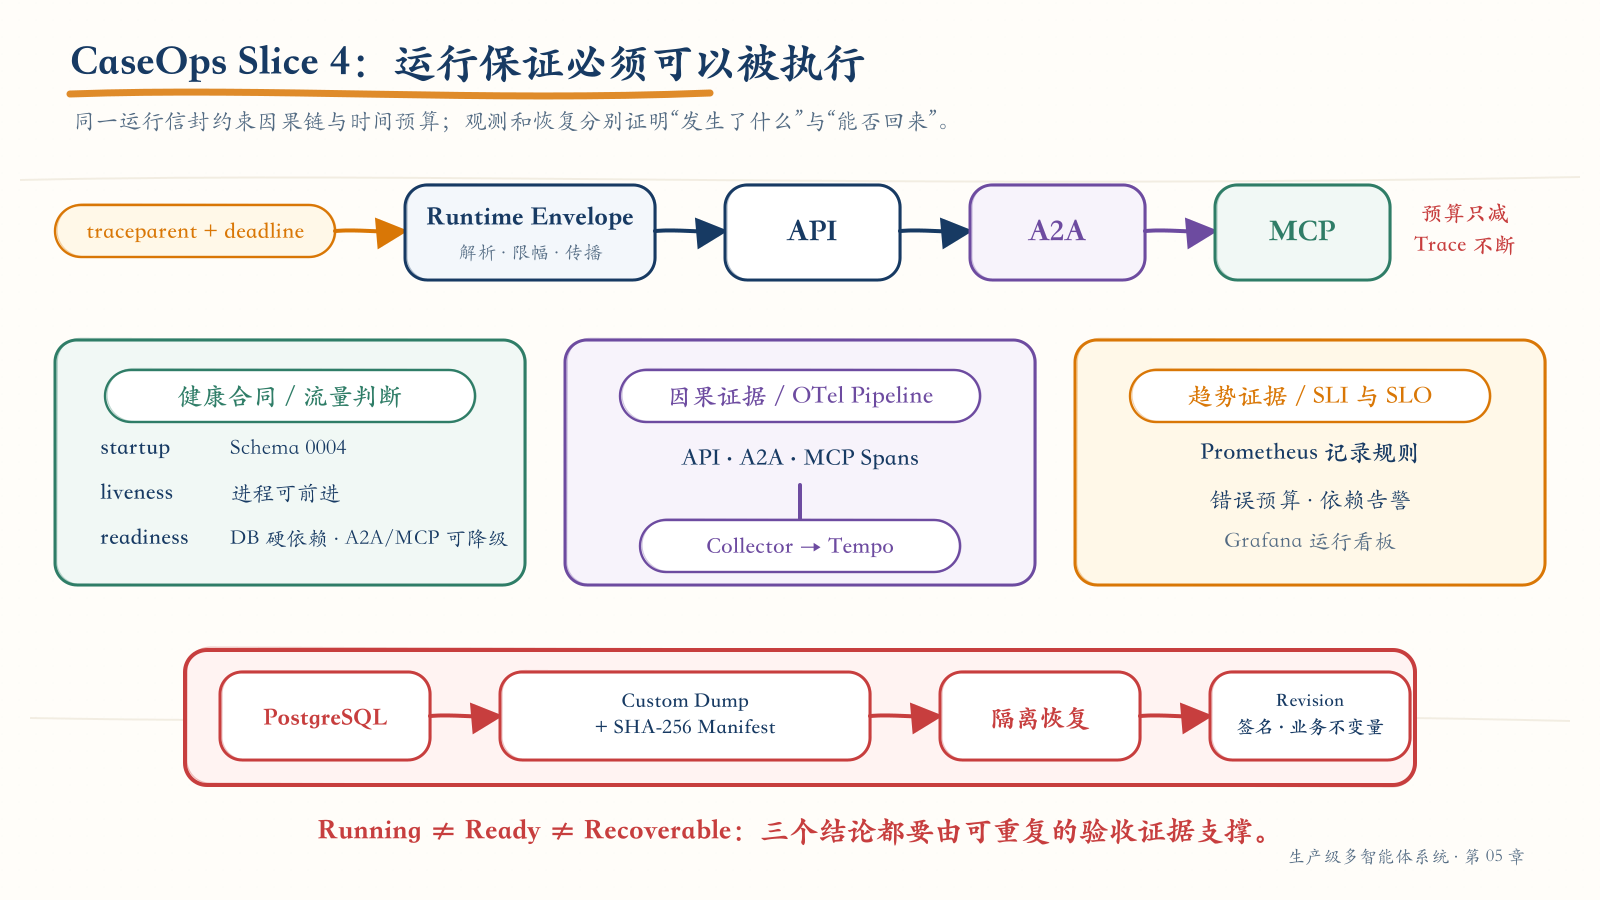 CaseOps Slice 4：运行保证必须可以被执行
同一运行信封约束因果链与时间预算；观测和恢复分别证明“发生了什么”与“能否回来”。
traceparent + deadline
Runtime Envelope
解析 · 限幅 · 传播
API
A2A
MCP
预算只减
Trace 不断
健康合同 / 流量判断
startup Schema 0004
liveness 进程可前进
readiness DB 硬依赖 · A2A/MCP 可降级
因果证据 / OTel Pipeline
API · A2A · MCP Spans
Collector → Tempo
趋势证据 / SLI 与 SLO
Prometheus 记录规则
错误预算 · 依赖告警
Grafana 运行看板
PostgreSQL
Custom Dump
+ SHA-256 Manifest
隔离恢复
Revision
签名 · 业务不变量
Running ≠ Ready ≠ Recoverable：三个结论都要由可重复的验收证据支撑。
生产级多智能体系统 · 第 05 章